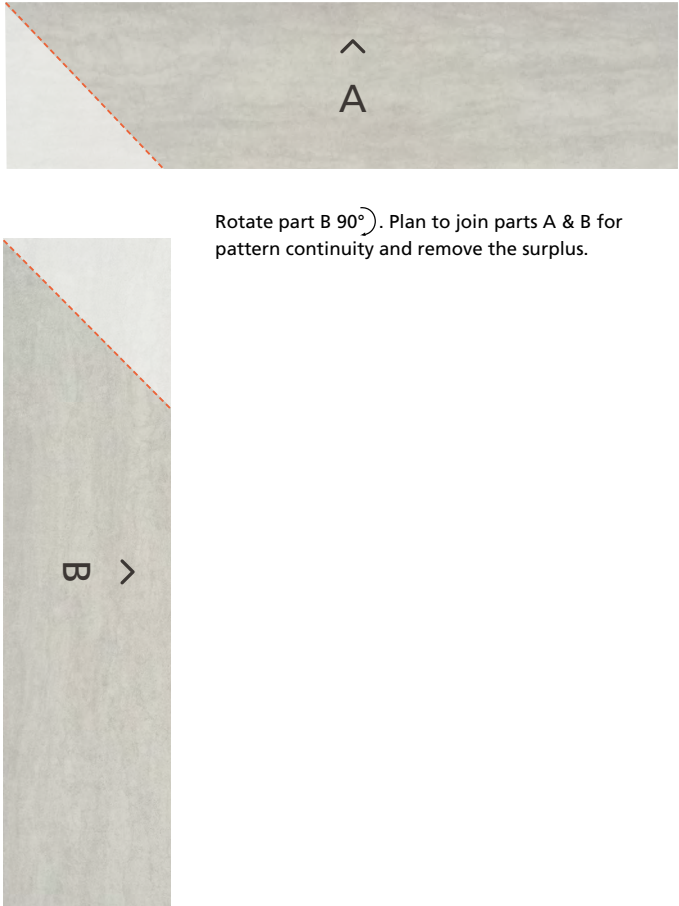 A
Rotate part B 90° . Plan to join parts A & B for
pattern continuity and remove the surplus.
B